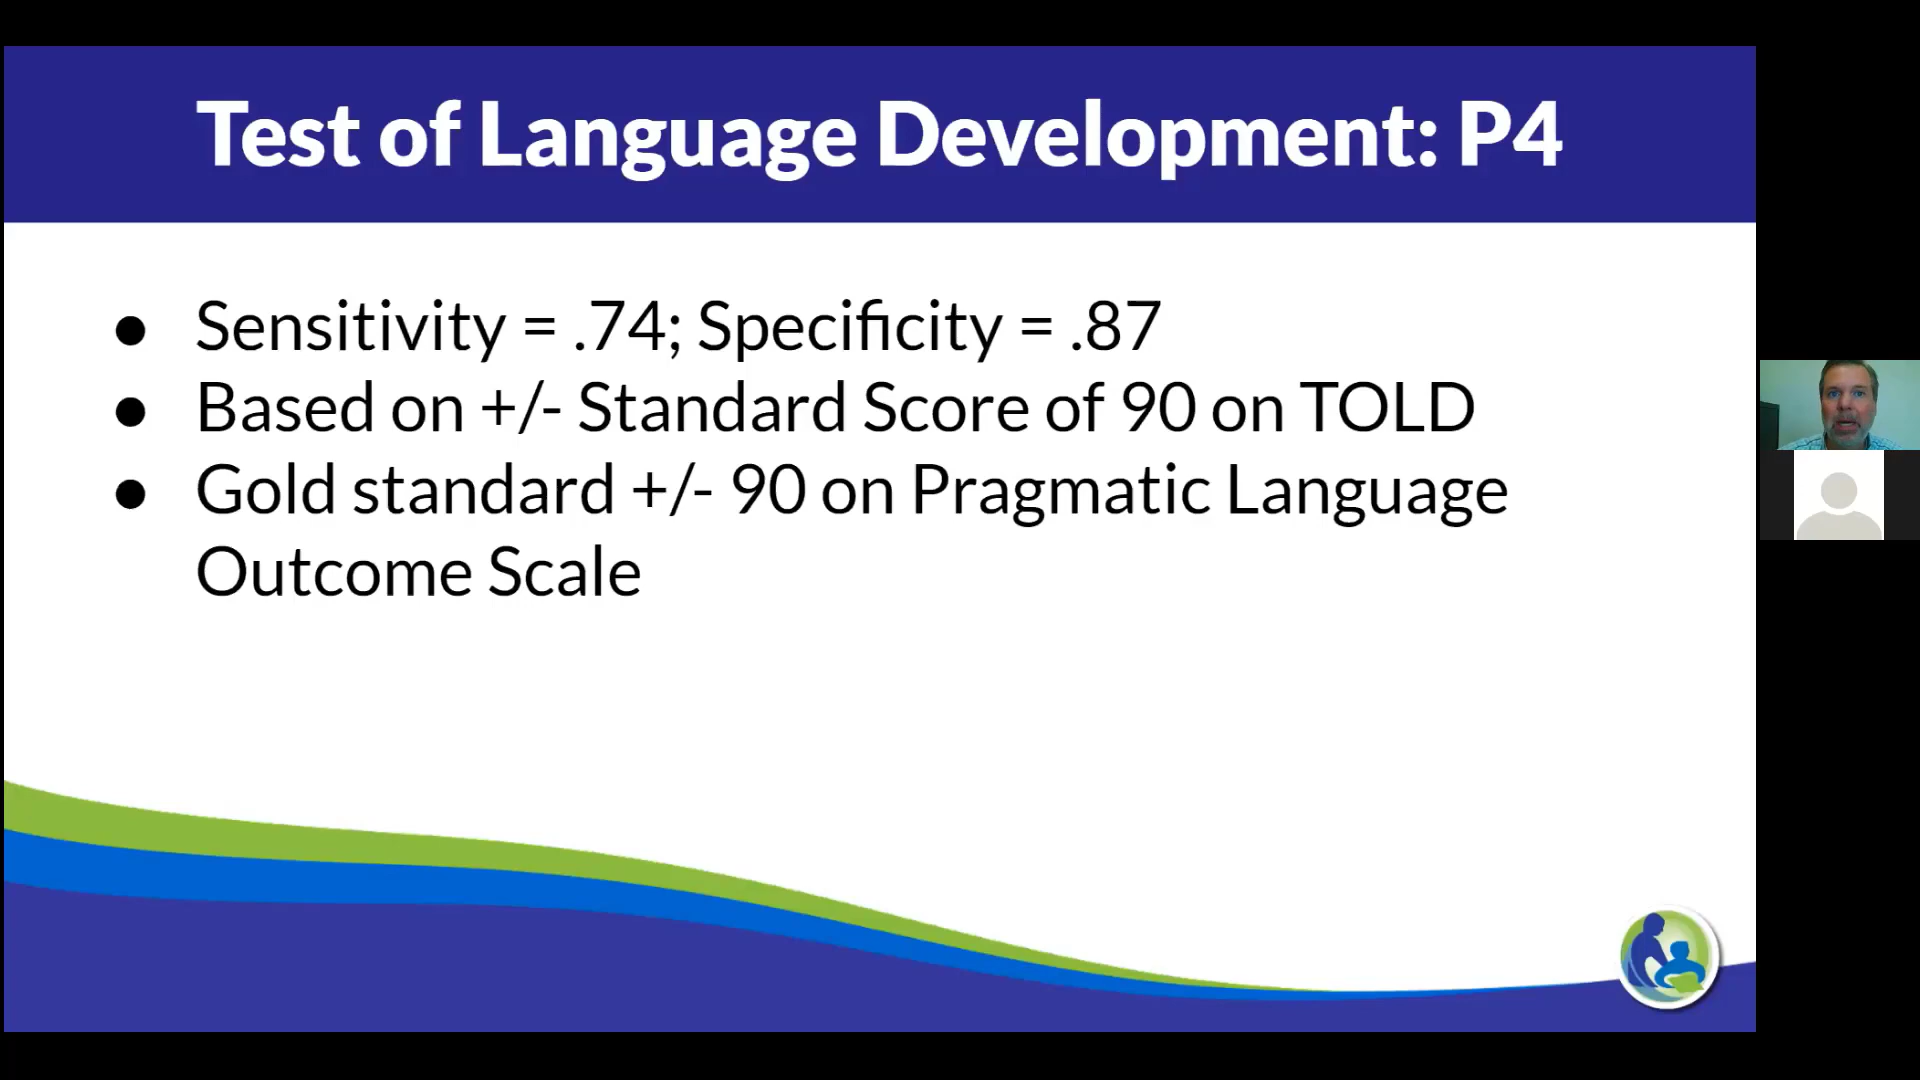 Test of Language Development: P4
● Sensitivity = .74; Specificity = .87
● Based on +/- Standard Score of 90 on TOLD
● Gold standard +/- 90 on Pragmatic Language
Outcome Scale